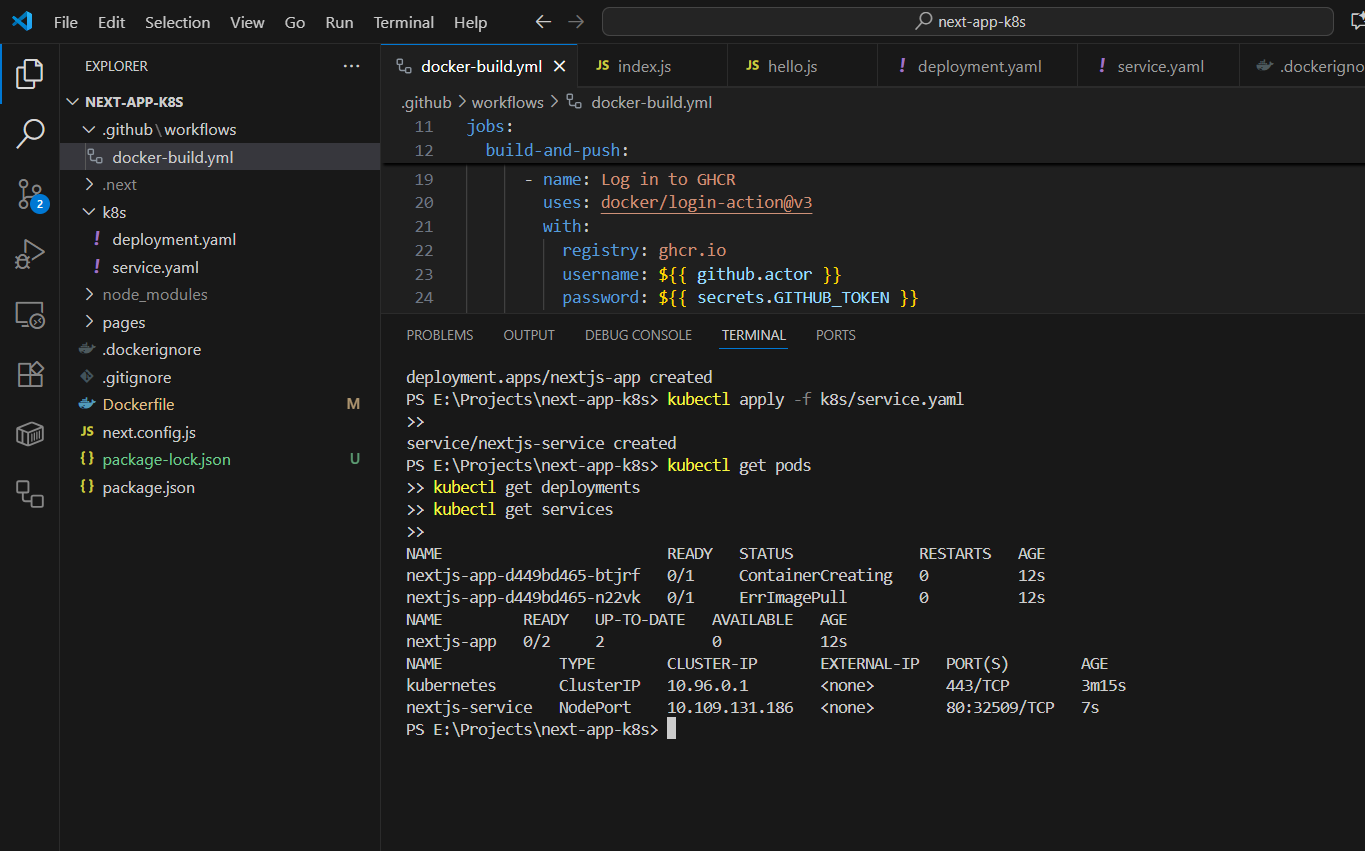 File Edit Selection View Go Run Terminal Help
next-app-k8s
EXPLORER
NEXT-APP-K8S
.github\workflows
docker-build.yml
.next
k8s
! deployment.yaml
! service.yaml
node_modules
pages
.dockerignore
.gitignore
Dockerfile M
JS next.config.js
{} package-lock.json U
{} package.json
2
docker-build.yml JS index.js JS hello.js ! deployment.yaml ! service.yaml .dockerigno
.github > workflows > docker-build.yml
11 jobs:
12 build-and-push:
19 - name: Log in to GHCR
20 uses: docker/login-action@v3
21 with:
22 registry: ghcr.io
23 username: ${{ github.actor }}
24 password: ${{ secrets.GITHUB_TOKEN }}
PROBLEMS OUTPUT DEBUG CONSOLE TERMINAL PORTS
deployment.apps/nextjs-app created
PS E:\Projects\next-app-k8s> kubectl apply -f k8s/service.yaml
>>
service/nextjs-service created
PS E:\Projects\next-app-k8s> kubectl get pods
>> kubectl get deployments
>> kubectl get services
>>
NAME READY STATUS RESTARTS AGE
nextjs-app-d449bd465-btjrf 0/1 ContainerCreating 0 12s
nextjs-app-d449bd465-n22vk 0/1 ErrImagePull 0 12s
NAME READY UP-TO-DATE AVAILABLE AGE
nextjs-app 0/2 2 0 12s
NAME TYPE CLUSTER-IP EXTERNAL-IP PORT(S) AGE
kubernetes ClusterIP 10.96.0.1 <none> 443/TCP 3m15s
nextjs-service NodePort 10.109.131.186 <none> 80:32509/TCP 7s
PS E:\Projects\next-app-k8s>